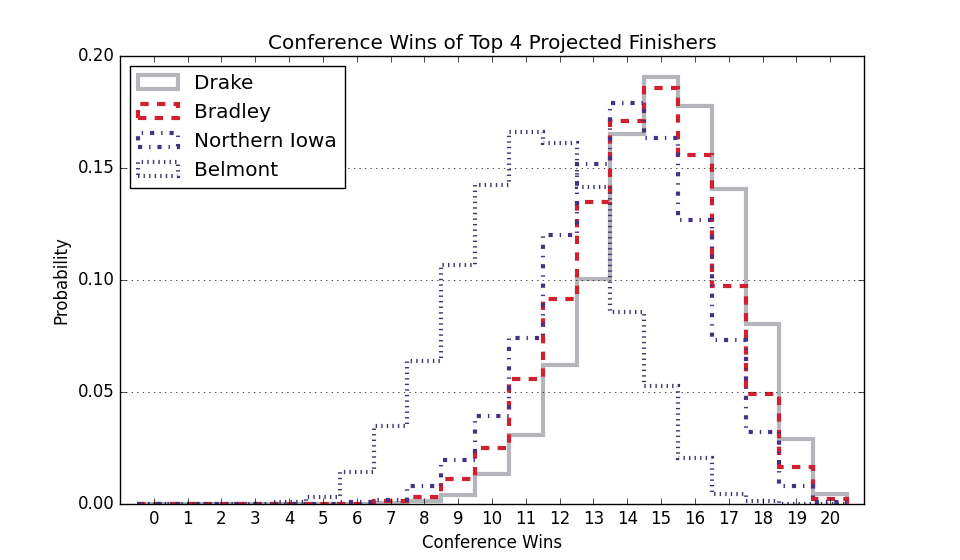 Conference Wins of Top 4 Projected Finishers
0.20
Drake
Bradley
Northern Iowa
Belmont
0.15
0.10
0.05
0.00
Probability
0 1 2 3 4 5 6 7 8 9 10 11 12 13 14 15 16 17 18 19 20
Conference Wins